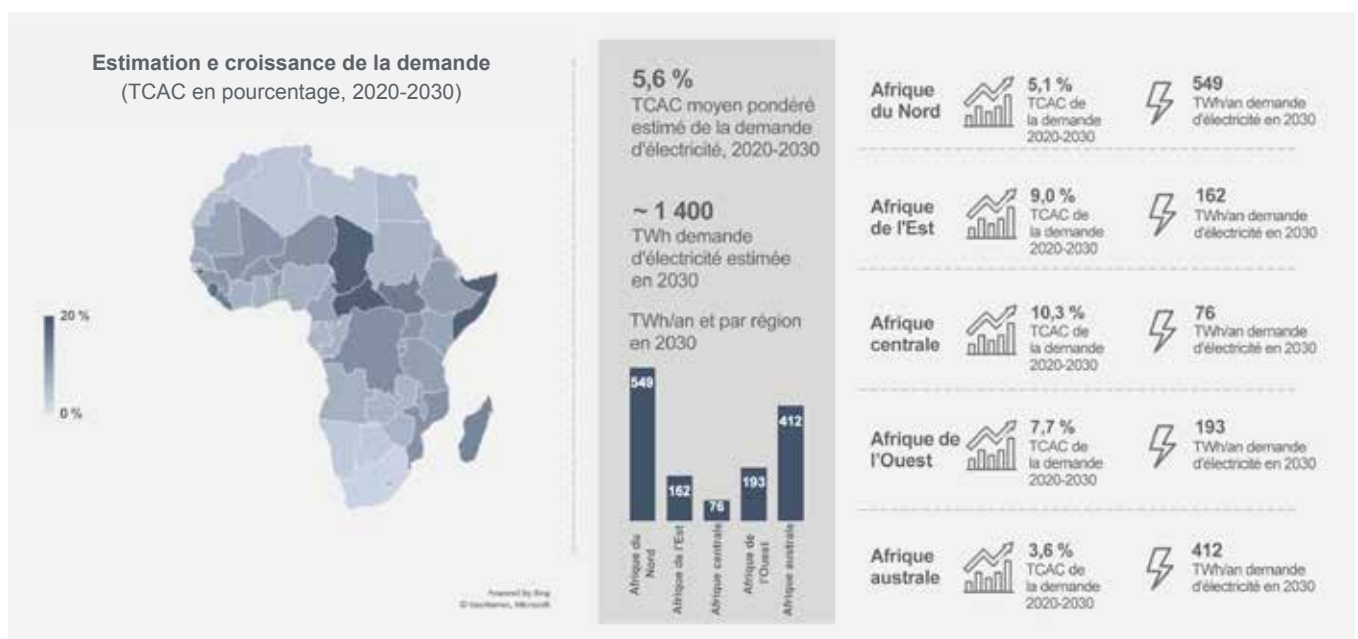 Estimation e croissance de la demande
(TCAC en pourcentage, 2020-2030)
20 %
0 %
Powered by Bing
© GeoNames, Microsoft
5,6 %
TCAC moyen pondéré
estimé de la demande
d'électricité, 2020-2030
~ 1 400
TWh demande
d'électricité estimée
en 2030
TWh/an et par région
en 2030
549
162
76
193
412
Afrique du
Nord
Afrique de l'Est
Afrique centrale
Afrique de
l'Ouest
Afrique australe
Afrique
du Nord
5,1 %
TCAC de
la demande
2020-2030
549
TWh/an demande
d'électricité en 2030
Afrique
de l'Est
9,0 %
TCAC de
la demande
2020-2030
162
TWh/an demande
d'électricité en 2030
Afrique
centrale
10,3 %
TCAC de
la demande
2020-2030
76
TWh/an demande
d'électricité en 2030
Afrique de
l'Ouest
7,7 %
TCAC de
la demande
2020-2030
193
TWh/an demande
d'électricité en 2030
Afrique
australe
3,6 %
TCAC de
la demande
2020-2030
412
TWh/an demande
d'électricité en 2030